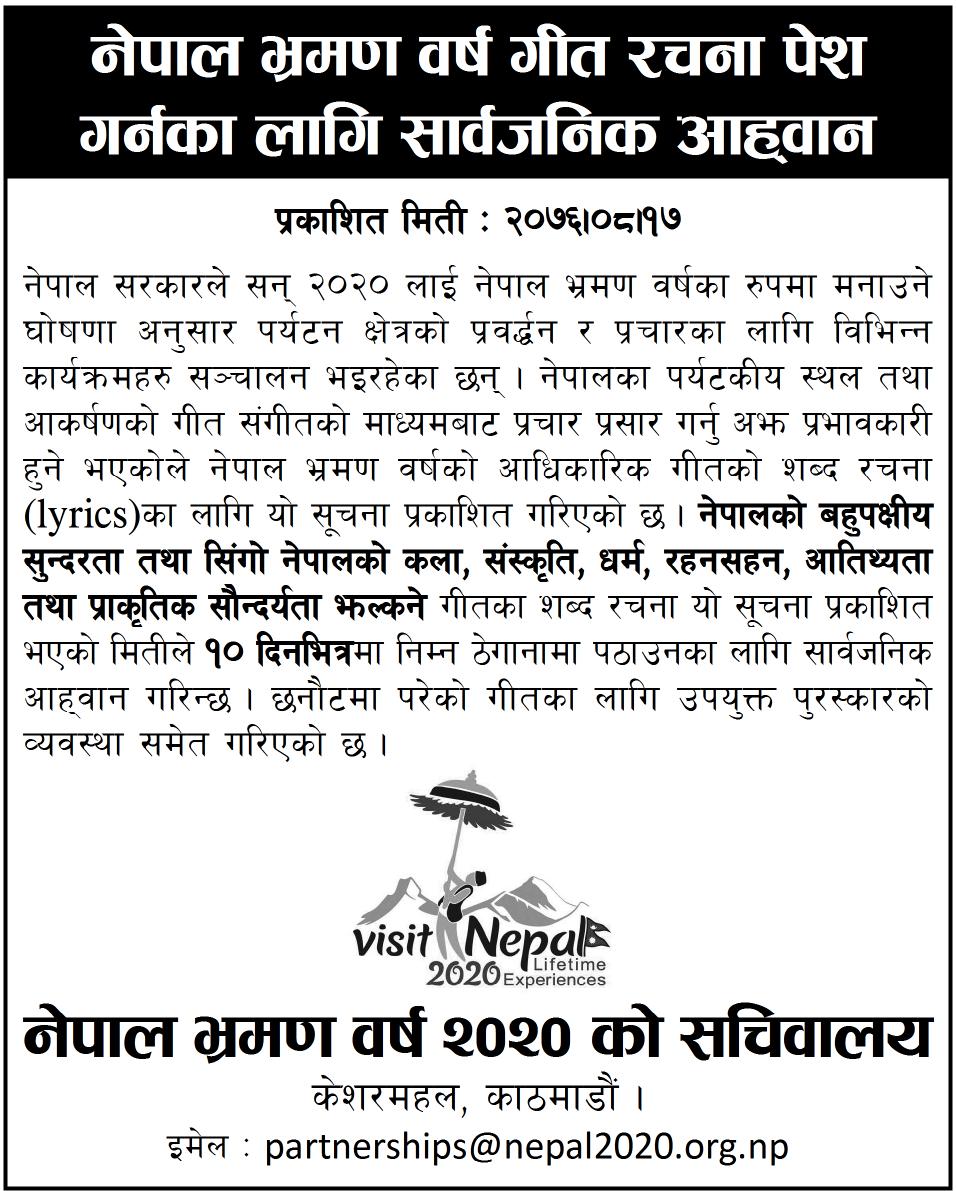 नेपाल भ्रमण वर्ष गीत रचना पेश
गर्नका लागि सार्वजनिक आह्वान
प्रकाशित मिती : २०७६।०८।१७
नेपाल सरकारले सन् २०२० लाई नेपाल भ्रमण वर्षका रुपमा मनाउने
घोषणा अनुसार पर्यटन क्षेत्रको प्रवर्द्धन र प्रचारका लागि विभिन्न
कार्यक्रमहरु सञ्चालन भइरहेका छन् । नेपालका पर्यटकीय स्थल तथा
आकर्षणको गीत संगीतको माध्यमबाट प्रचार प्रसार गर्नु अझ प्रभावकारी
हुने भएकोले नेपाल भ्रमण वर्षको आधिकारिक गीतको शब्द रचना
(lyrics)का लागि यो सूचना प्रकाशित गरिएको छ । नेपालको बहुपक्षीय
सुन्दरता तथा सिंगो नेपालको कला, संस्कृति, धर्म, रहनसहन, आतिथ्यता
तथा प्राकृतिक सौन्दर्यता झल्कने गीतका शब्द रचना यो सूचना प्रकाशित
भएको मितीले १० दिनभित्रमा निम्न ठेगानामा पठाउनका लागि सार्वजनिक
आह्वान गरिन्छ । छनौटमा परेको गीतका लागि उपयुक्त पुरस्कारको
व्यवस्था समेत गरिएको छ ।
visit Nepal
2020 Lifetime Experiences
नेपाल भ्रमण वर्ष २०२० को सचिवालय
केशरमहल, काठमाडौं ।
इमेल : partnerships@nepal2020.org.np